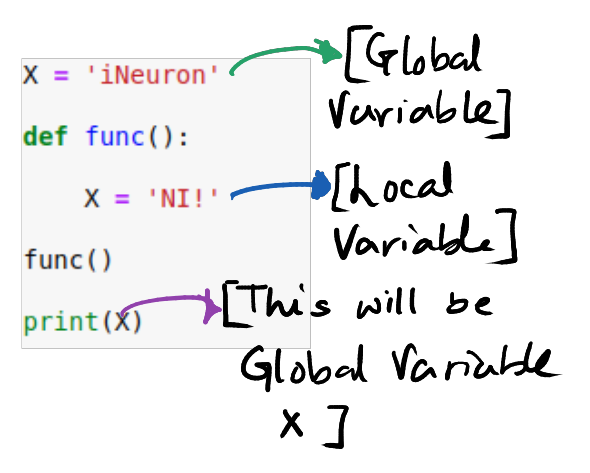 X = 'iNeuron'
[Global
Variable]
def func():
X = 'NI!'
[Local
Variable]
func()
print(X)
[This will be
Global Variable
X ]